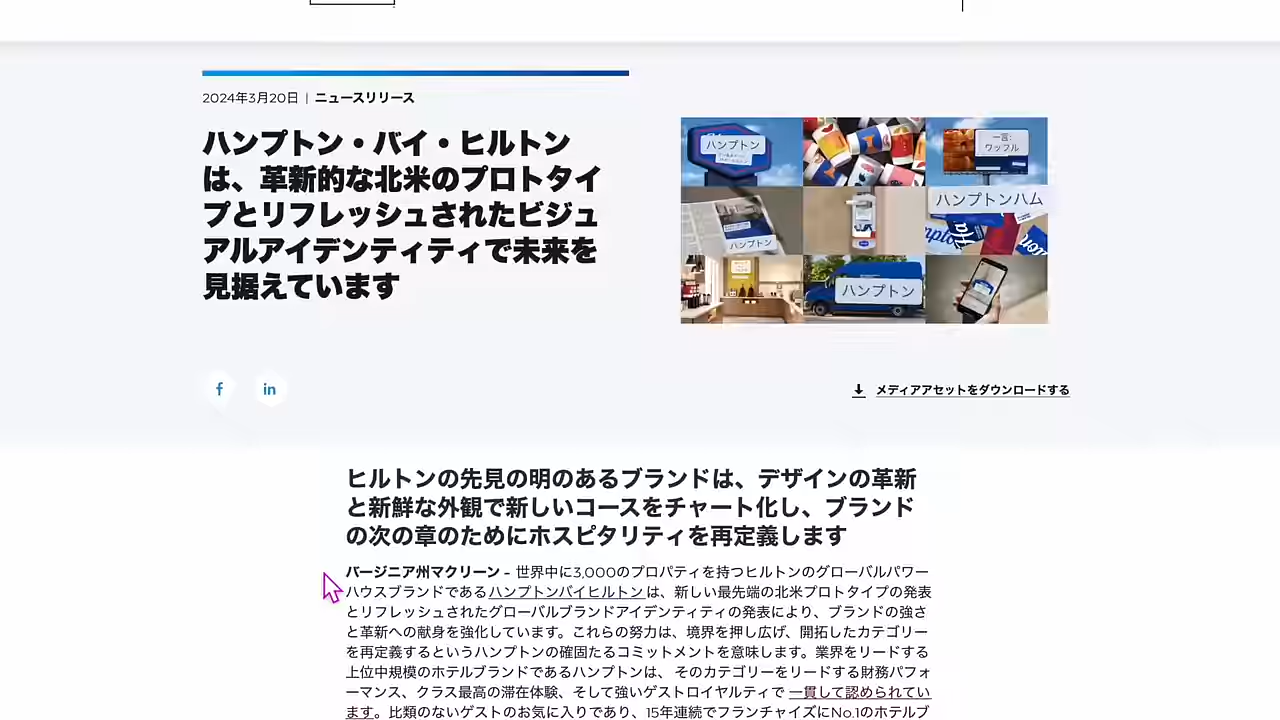 2024年3月20日 | ニュースリリース
ハンプトン・バイ・ヒルトン
は、革新的な北米のプロトタイ
プとリフレッシュされたビジュ
アルアイデンティティで未来を
見据えています
ハンプトン
一言:
ワッフル
ハンプトンハム
ハンプトン
ハンプトン
メディアアセットをダウンロードする
ヒルトンの先見の明のあるブランドは、デザインの革新
と新鮮な外観で新しいコースをチャート化し、ブランド
の次の章のためにホスピタリティを再定義します
バージニア州マクリーン – 世界中に3,000のプロパティを持つヒルトンのグローバルパワー
ハウスブランドであるハンプトンバイヒルトンは、新しい最先端の北米プロトタイプの発表
とリフレッシュされたグローバルブランドアイデンティティの発表により、ブランドの強さ
と革新への献身を強化しています。これらの努力は、境界を押し広げ、開拓したカテゴリー
を再定義するというハンプトンの確固たるコミットメントを意味します。業界をリードする
上位中規模のホテルブランドであるハンプトンは、そのカテゴリーをリードする財務パフォ
ーマンス、クラス最高の滞在体験、そして強いゲストロイヤルティで 一貫して認められてい
ます。比類のないゲストのお気に入りであり、15年連続でフランチャイズにNo.1のホテルブ